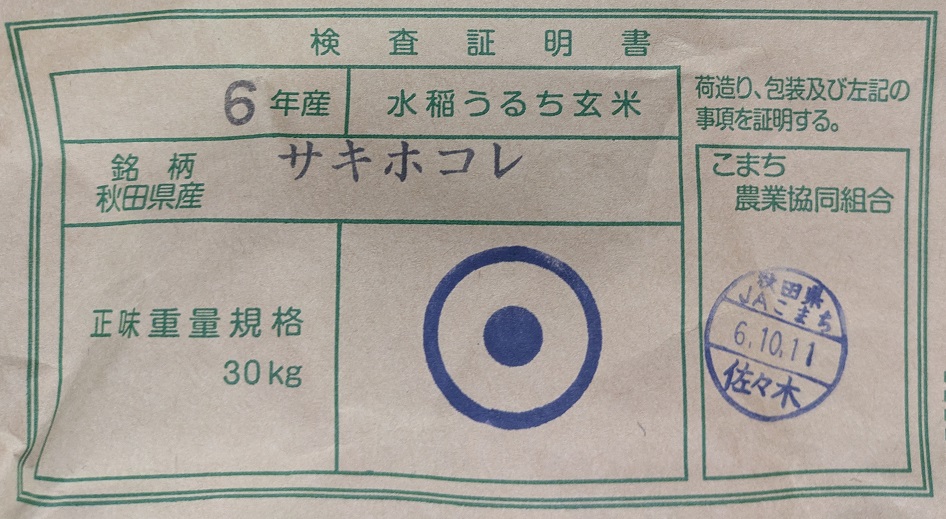 検査証明書
6年産
水稲うるち玄米
銘柄
秋田県産
サキホコレ
正味重量規格
30kg
荷造り、包装及び左記の
事項を証明する。
こまち
農業協同組合
秋田県
JAこまち
6.10.11
佐々木